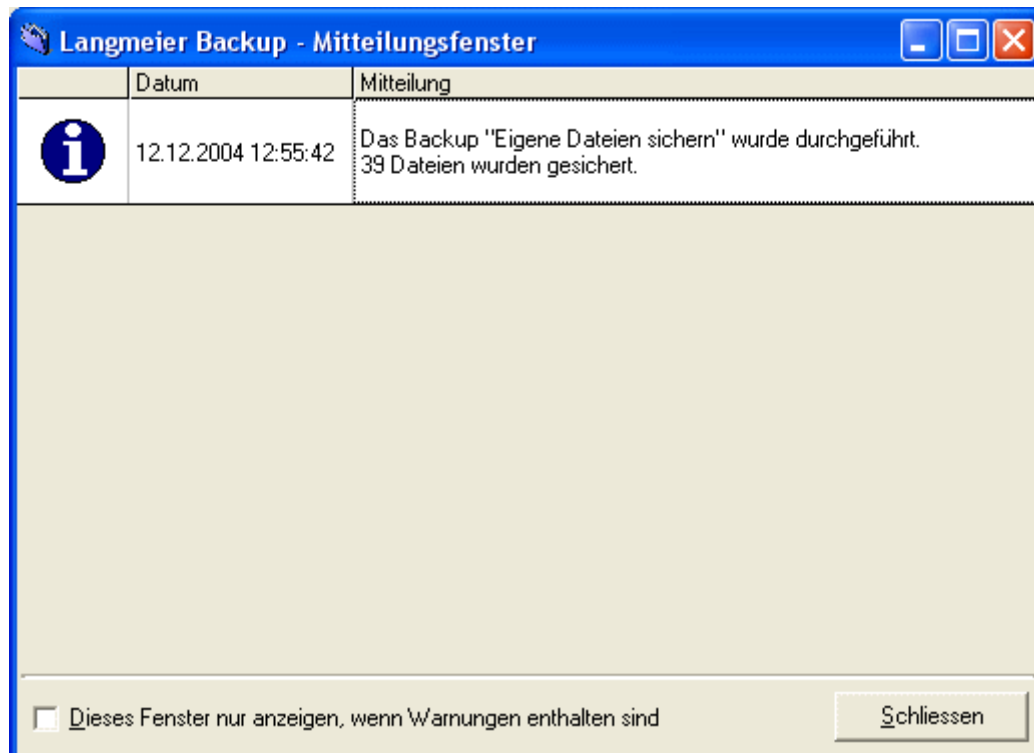 Langmeier Backup - Mitteilungsfenster
Datum Mitteilung
12.12.2004 12:55:42
Das Backup "Eigene Dateien sichern" wurde durchgeführt.
39 Dateien wurden gesichert.
Dieses Fenster nur anzeigen, wenn Warnungen enthalten sind
Schliessen